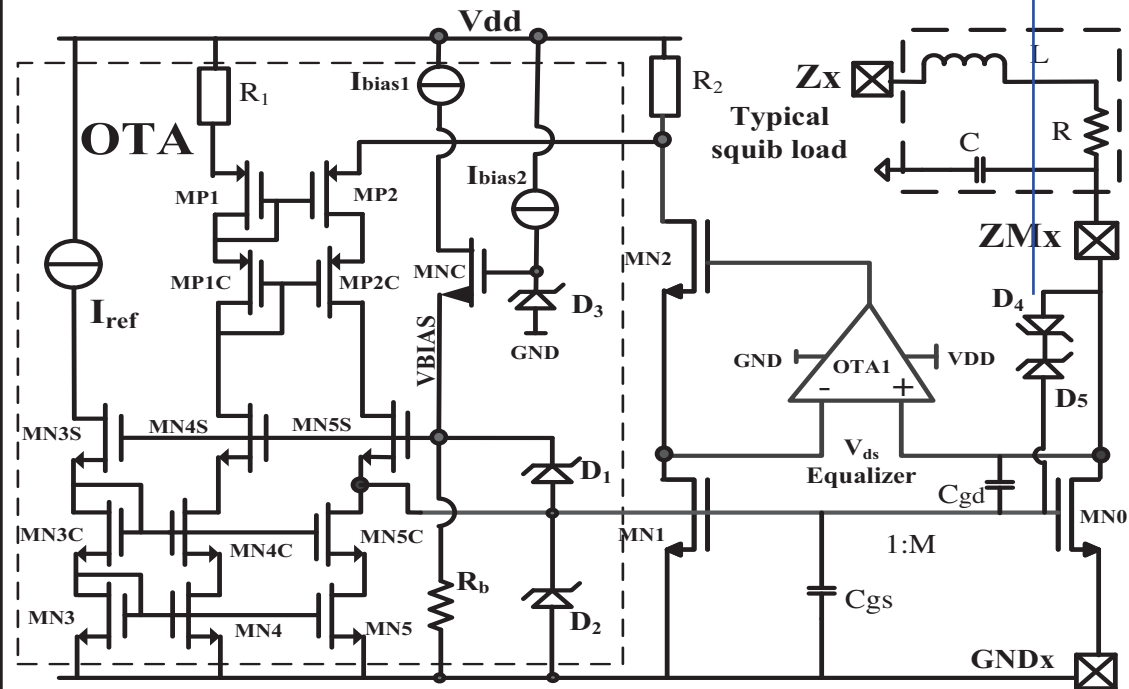 Vdd
OTA
R1
Ibias1
R2
Typical
squib load
Zx
L
R
C
MP1
MP2
Ibias2
MP1C
MP2C
MNC
D3
GND
VBIAS
Iref
MN2
ZMx
D4
D5
GND
OTA1
VDD
- +
MN3S
MN4S
MN5S
D1
Vds
Equalizer
Cgd
MN3C
MN4C
MN5C
MN1
MN0
1:M
Rb
Cgs
MN3
MN4
MN5
D2
GNDx